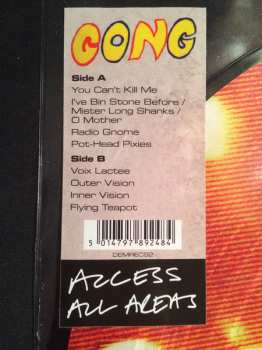 GONG
Side A
You Can't Kill Me
I've Bin Stone Before /
Mister Long Shanks /
O Mother
Radio Gnome
Pot-Head Pixies
Side B
Voix Lactee
Outer Vision
Inner Vision
Flying Teapot
5 014797 892484
DEMREC92
ACCESS
ALL AREAS